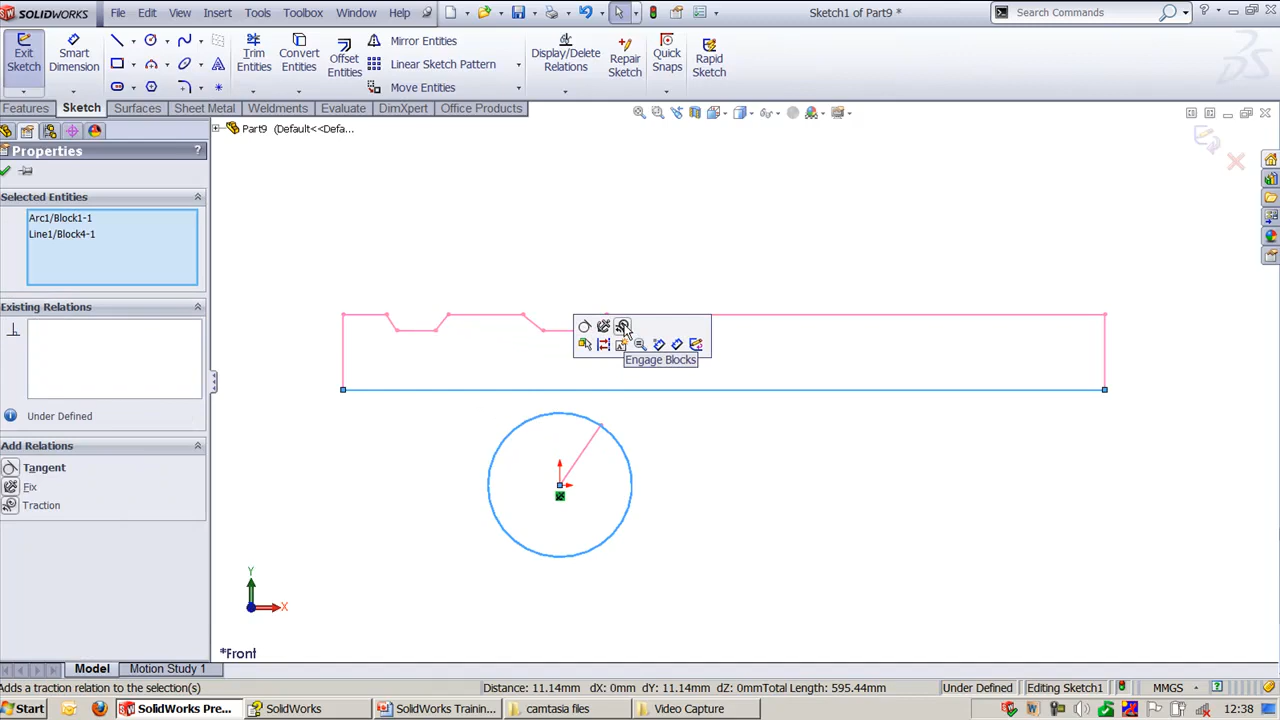 SOLIDWORKS
File Edit View Insert Tools Toolbox Window Help
Sketch1 of Part9 *
Search Commands
Exit Sketch
Smart Dimension
Trim Entities
Convert Entities
Offset Entities
Mirror Entities
Linear Sketch Pattern
Move Entities
Display/Delete Relations
Repair Sketch
Quick Snaps
Rapid Sketch
Features Sketch Surfaces Sheet Metal Weldments Evaluate DimXpert Office Products
Part9 (Default<<Defa...
Properties ?
Selected Entities
Arc1/Block1-1
Line1/Block4-1
Existing Relations
Under Defined
Add Relations
Tangent
Fix
Traction
Engage Blocks
Y
X
*Front
Model Motion Study 1
Adds a traction relation to the selection(s)
Distance: 11.14mm dX: 0mm dY: 11.14mm dZ: 0mmTotal Length: 595.44mm
Under Defined
Editing Sketch1
MMGS
Start
SolidWorks Pre...
SolidWorks
SolidWorks Trainin...
camtasia files
Video Capture
12:38